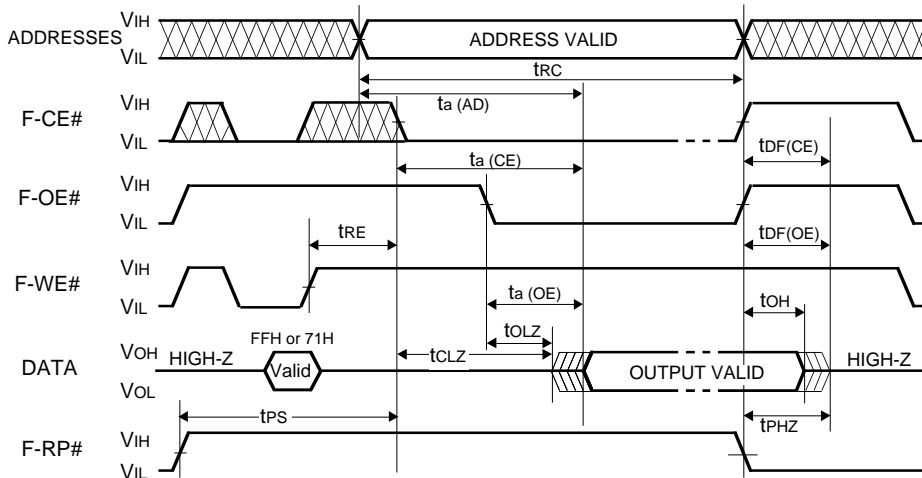 ADDRESSES VIH VIL ADDRESS VALID
tRC
ta (AD)
F-CE# VIH VIL
tDF(CE)
ta (CE)
F-OE# VIH VIL
tRE
tDF(OE)
F-WE# VIH VIL
ta (OE)
tOH
tOLZ
DATA VOH VOL HIGH-Z FFH or 71H Valid tCLZ OUTPUT VALID HIGH-Z
tPS
tPHZ
F-RP# VIH VIL